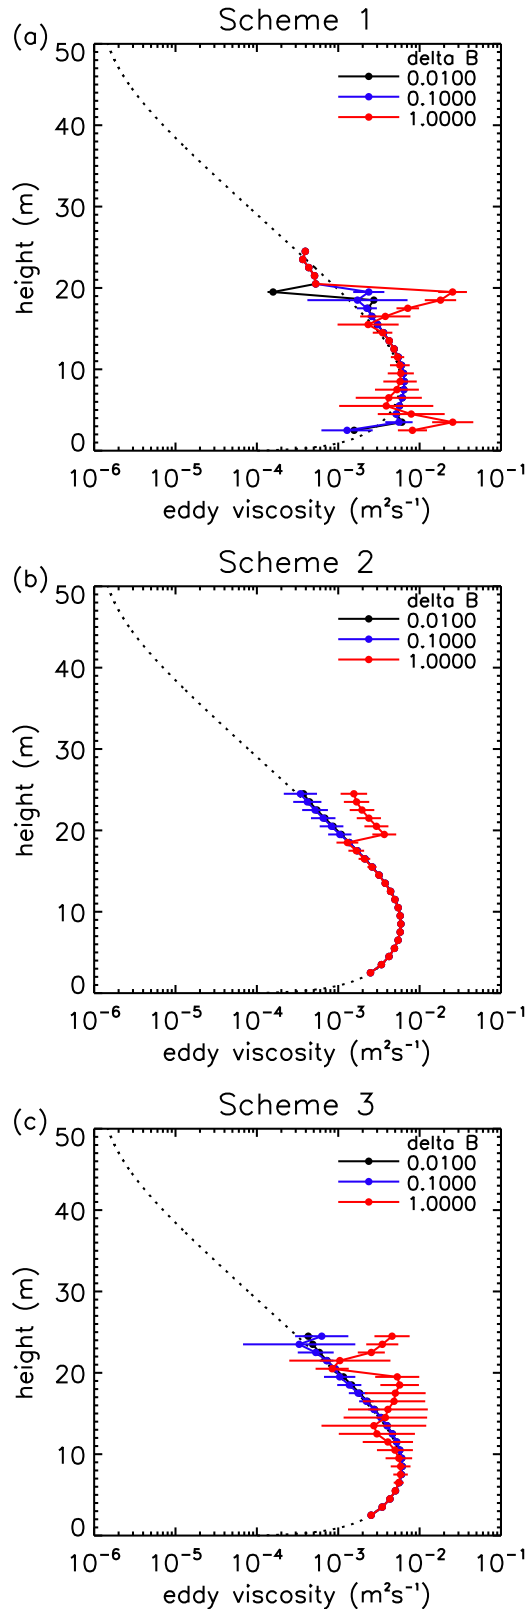 Scheme 1
(a)
50
40
30
20
10
0
height (m)
delta B
0.0100
0.1000
1.0000
10⁻⁶ 10⁻⁵ 10⁻⁴ 10⁻³ 10⁻² 10⁻¹
eddy viscosity (m²s⁻¹)
Scheme 2
(b)
50
40
30
20
10
0
height (m)
delta B
0.0100
0.1000
1.0000
10⁻⁶ 10⁻⁵ 10⁻⁴ 10⁻³ 10⁻² 10⁻¹
eddy viscosity (m²s⁻¹)
Scheme 3
(c)
50
40
30
20
10
0
height (m)
delta B
0.0100
0.1000
1.0000
10⁻⁶ 10⁻⁵ 10⁻⁴ 10⁻³ 10⁻² 10⁻¹
eddy viscosity (m²s⁻¹)